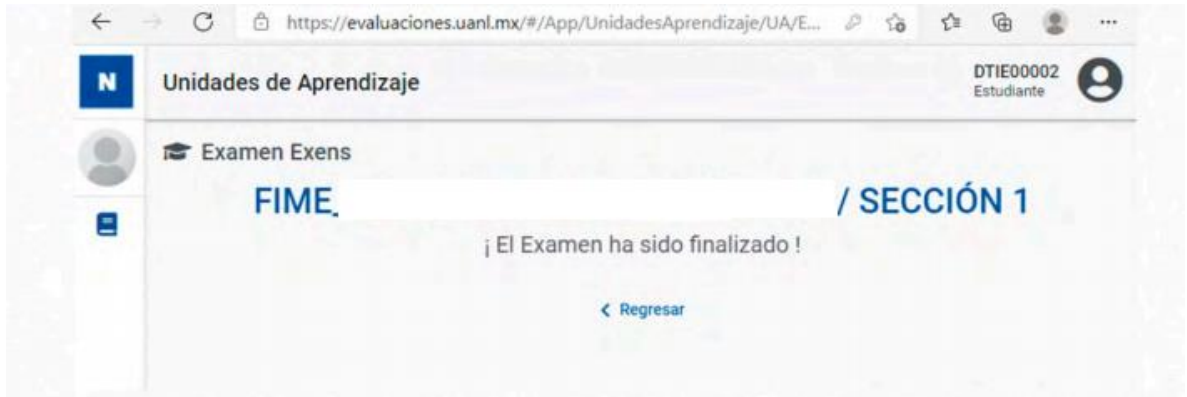 https://evaluaciones.uanl.mx/#/App/UnidadesAprendizaje/UA/E...
N
Unidades de Aprendizaje
DTIE00002
Estudiante
Examen Exens
FIME_ / SECCIÓN 1
¡ El Examen ha sido finalizado !
Regresar